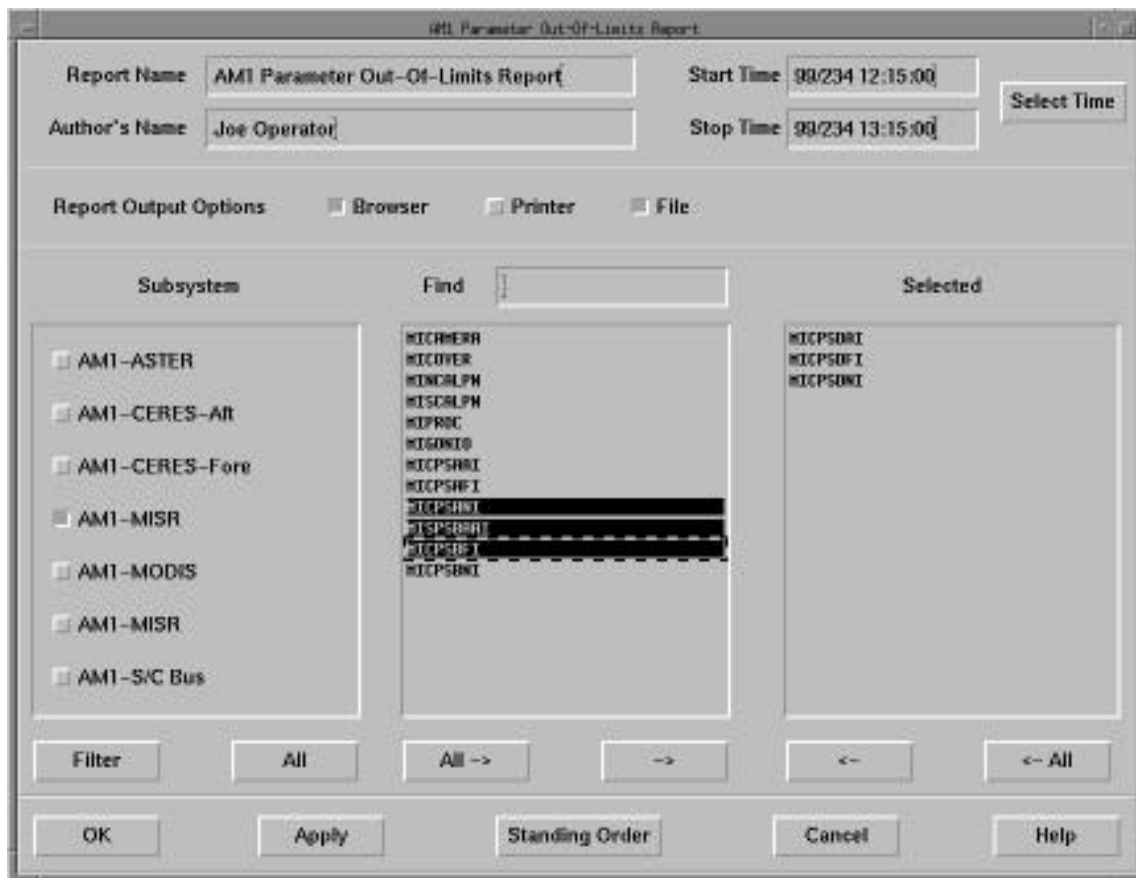 AM1 Parameter Out-Of-Limits Report
Report Name AM1 Parameter Out-Of-Limits Report
Start Time 99/234 12:15:00
Select Time
Author's Name Joe Operator
Stop Time 99/234 13:15:00
Report Output Options Browser Printer File
Subsystem
Find
Selected
AM1-ASTER
AM1-CERES-Aft
AM1-CERES-Fore
AM1-MISR
AM1-MODIS
AM1-MISR
AM1-S/C Bus
MICAMERA
MICOVER
MINCALPN
MISCALPN
MIPROC
MIGONIO
MICPSARI
MICPSAFI
MICPSANI
MICPSBFI
MICPSBNI
MICPSDFI
MICPSDNI
Filter
All
All ->
->
<-
<- All
OK
Apply
Standing Order
Cancel
Help